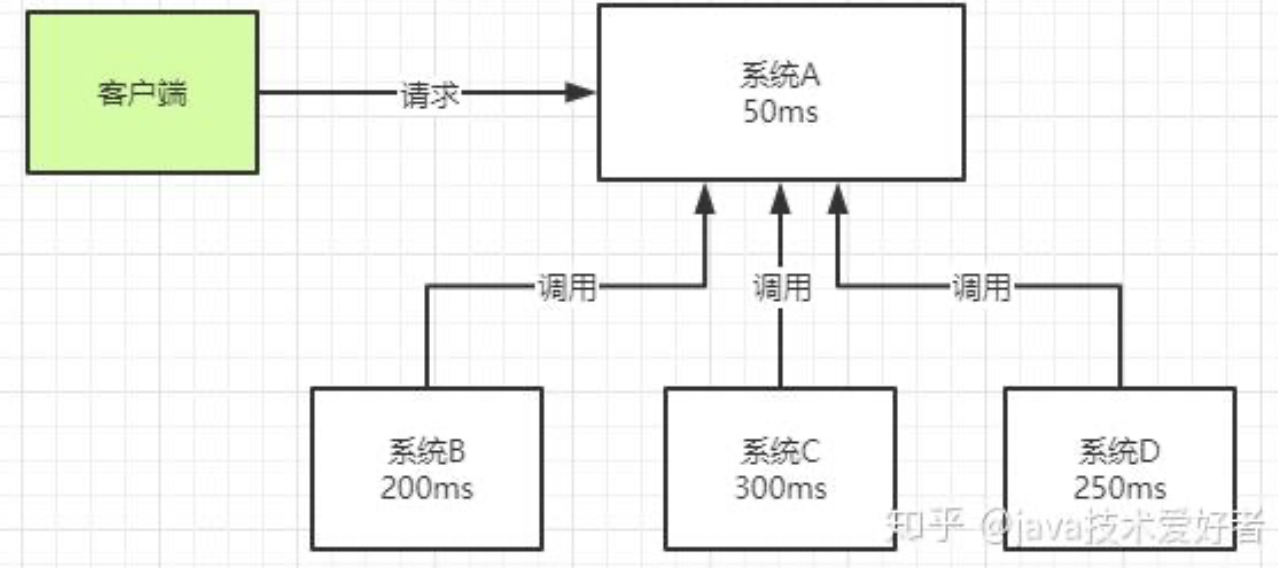 客户端
请求
系统A
50ms
调用
调用
调用
系统B
200ms
系统C
300ms
系统D
250ms
知乎 @java技术爱好者